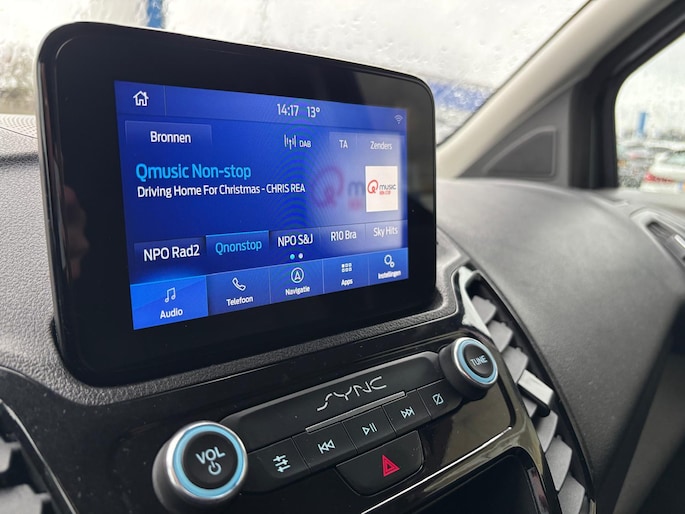 14:17 13°
Bronnen
DAB
TA
Zenders
Qmusic Non-stop
Driving Home For Christmas - CHRIS REA
Q music
NPO Rad2
Qnonstop
NPO S&J
R10 Bra
Sky Hits
Audio
Telefoon
Navigatie
Apps
Instellingen
SYNC
TUNE
VOL